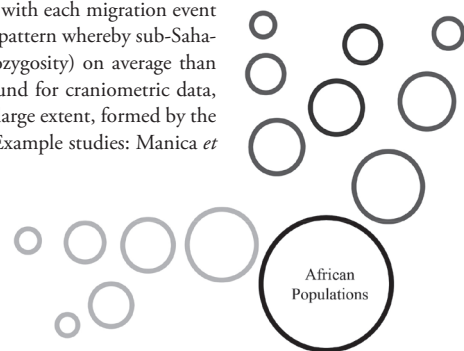 with each migration event
pattern whereby sub-Saha-
ozygosity) on average than
und for craniometric data,
large extent, formed by the
Example studies: Manica et
African
Populations